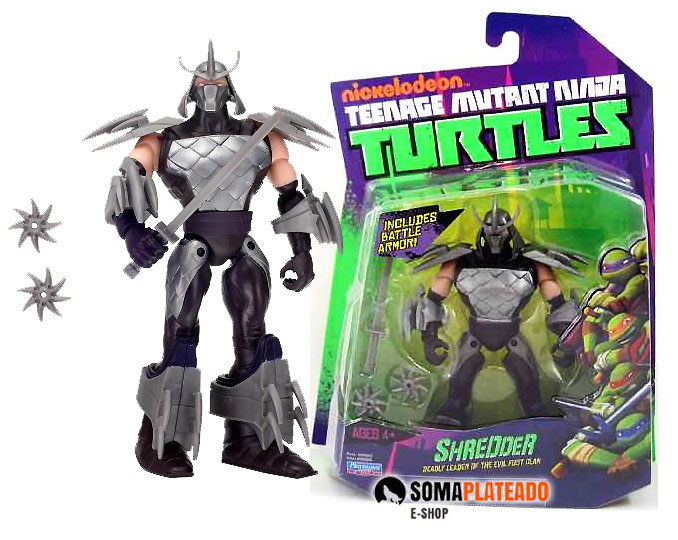 nickelodeon™
TEENAGE MUTANT NINJA
TURTLES
INCLUDES
BATTLE
ARMOR!
AGES 4+
SHREDDER
DEADLY LEADER OF THE EVIL FOOT CLAN
SOMAPLATEADO
E-SHOP